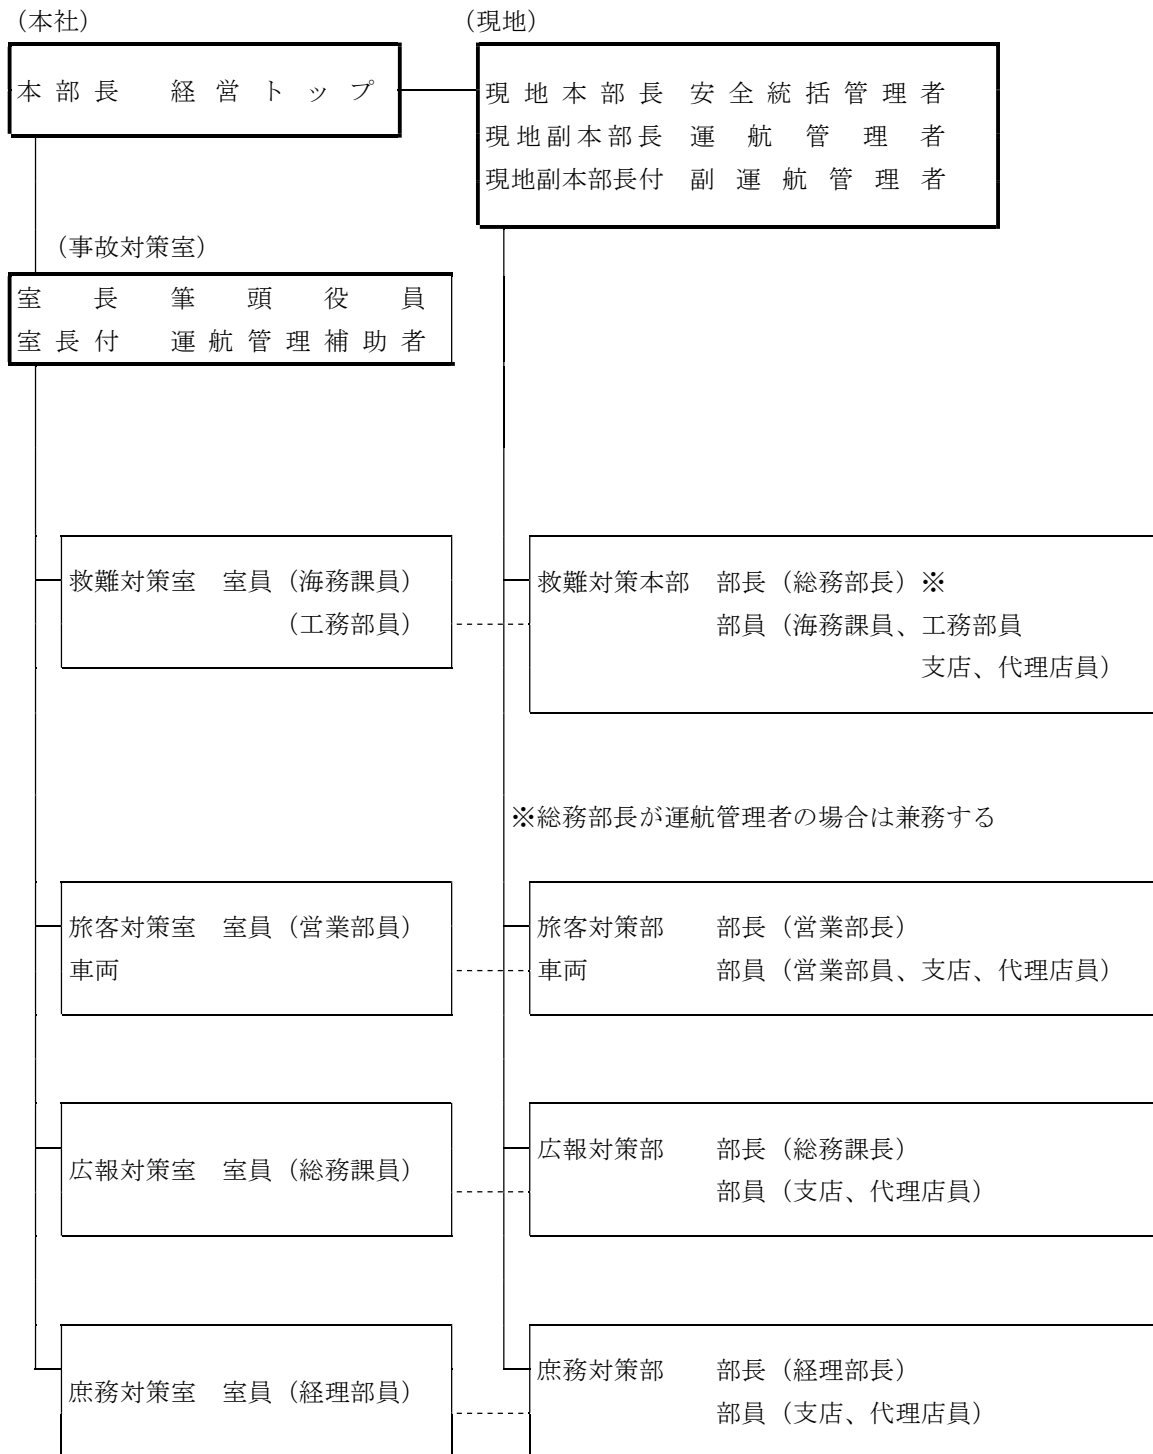 （本社）
（現地）
本部長　経営トップ
現地本部長 安全統括管理者
現地副本部長 運航管理者
現地副本部長付 副運航管理者
（事故対策室）
室長 筆頭役員
室長付 運航管理補助者
救難対策室　室員（海務課員）
（工務部員）
救難対策本部　部長（総務部長）※
部員（海務課員、工務部員
支店、代理店員）
※総務部長が運航管理者の場合は兼務する
旅客対策室　室員（営業部員）
車両
旅客対策部　部長（営業部長）
車両　部員（営業部員、支店、代理店員）
広報対策室　室員（総務課員）
広報対策部　部長（総務課長）
部員（支店、代理店員）
庶務対策室　室員（経理部員）
庶務対策部　部長（経理部長）
部員（支店、代理店員）